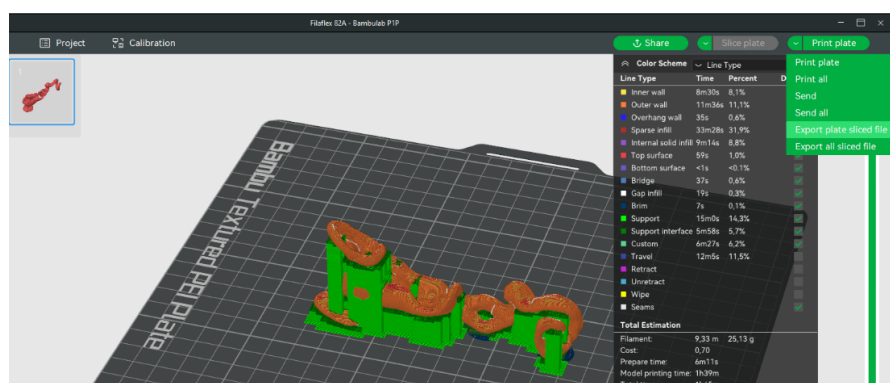 Filaflex 82A - Bambulab P1P
Project Calibration Share Slice plate Print plate
1
Color Scheme Line Type
Line Type Time Percent D
Inner wall 8m30s 8,1%
Outer wall 11m36s 11,1%
Overhang wall 35s 0,6%
Sparse infill 33m28s 31,9%
Internal solid infill 9m14s 8,8%
Top surface 59s 1,0%
Bottom surface <1s <0.1%
Bridge 37s 0,6%
Gap infill 19s 0,3%
Brim 7s 0,1%
Support 15m0s 14,3%
Support interface 5m58s 5,7%
Custom 6m27s 6,2%
Travel 12m5s 11,5%
Retract
Unretract
Wipe
Seams
Total Estimation
Filament: 9,33 m 25,13 g
Cost: 0,70
Prepare time: 6m11s
Model printing time: 1h39m
Print plate
Print all
Send
Send all
Export plate sliced file
Export all sliced file
Bambu Textured PEI Plate